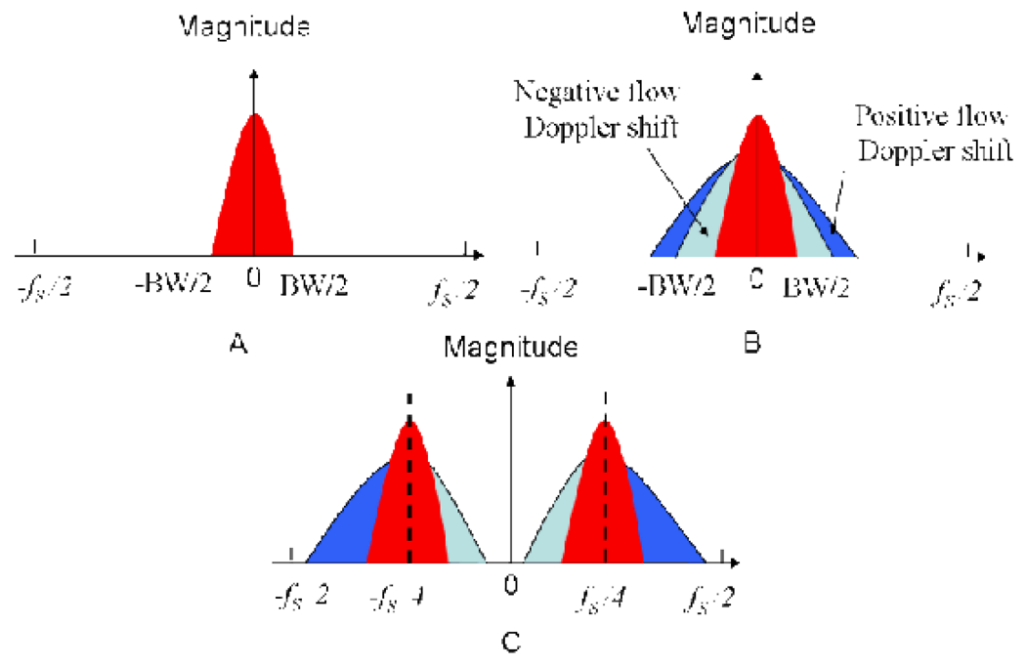 Magnitude
-fs/2
-BW/2
0
BW/2
fs/2
A
Magnitude
Negative flow
Doppler shift
Positive flow
Doppler shift
-fs/2
-BW/2
0
BW/2
fs/2
B
Magnitude
-fs 2
-fs 4
0
fs/4
fs/2
C